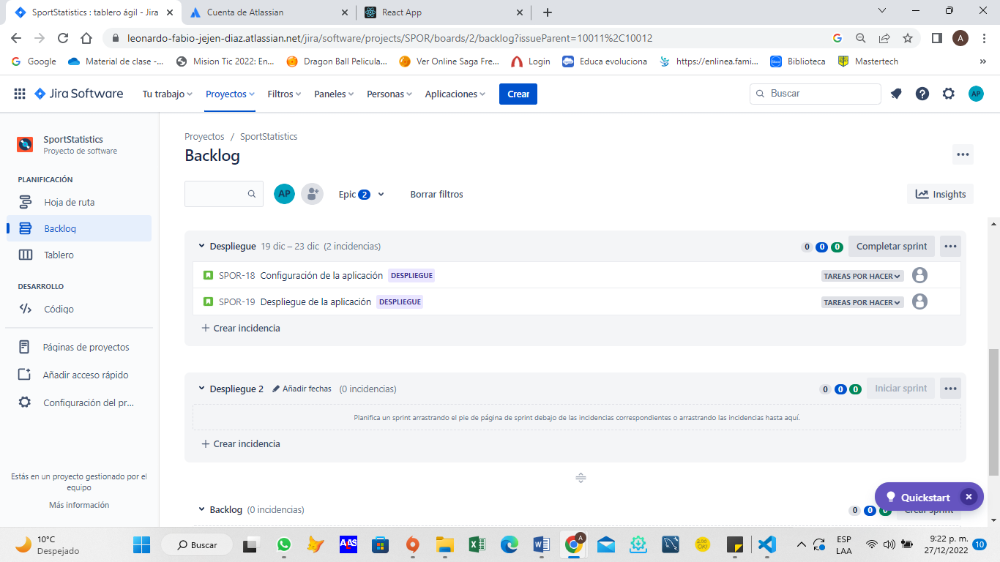 SportStatistics : tablero ágil - Jira
Cuenta de Atlassian
React App
leonardo-fabio-jejen-diaz.atlassian.net/jira/software/projects/SPOR/boards/2/backlog?issueParent=10011%2C10012
A
Google
Material de clase -...
Mision Tic 2022: En...
Dragon Ball Pelicula...
Ver Online Saga Fre...
Login
Educa evoluciona
https://enlinea.fami...
Biblioteca
Mastertech
»
Jira Software
Tu trabajo
Proyectos
Filtros
Paneles
Personas
Aplicaciones
Crear
Buscar
AP
SportStatistics
Proyecto de software
PLANIFICACIÓN
Hoja de ruta
Backlog
Tablero
DESARROLLO
Código
Páginas de proyectos
Añadir acceso rápido
Configuración del pr...
Estás en un proyecto gestionado por el
equipo
Más información
Proyectos / SportStatistics
Backlog
AP
Epic 2
Borrar filtros
Insights
Despliegue 19 dic – 23 dic (2 incidencias)
0 0 0
Completar sprint
SPOR-18 Configuración de la aplicación DESPLIEGUE
TAREAS POR HACER
SPOR-19 Despliegue de la aplicación DESPLIEGUE
TAREAS POR HACER
+ Crear incidencia
Despliegue 2 Añadir fechas (0 incidencias)
0 0 0
Iniciar sprint
Planifica un sprint arrastrando el pie de página de sprint debajo de las incidencias correspondientes o arrastrando las incidencias hasta aquí.
+ Crear incidencia
Backlog (0 incidencias)
0 0 0
Crear sprint
Quickstart
10°C
Despejado
Buscar
ESP
LAA
9:22 p. m.
27/12/2022
10